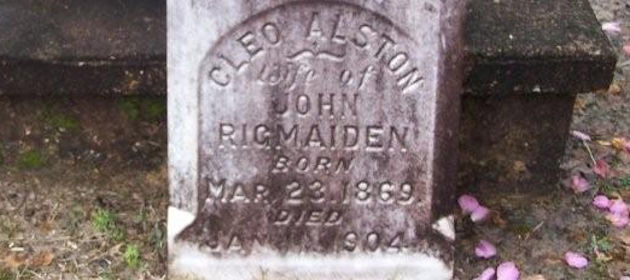 CLEO ALSTON
Wife of
JOHN
RIGMAIDEN
BORN
MAR. 23. 1869.
DIED
JAN. 1904.